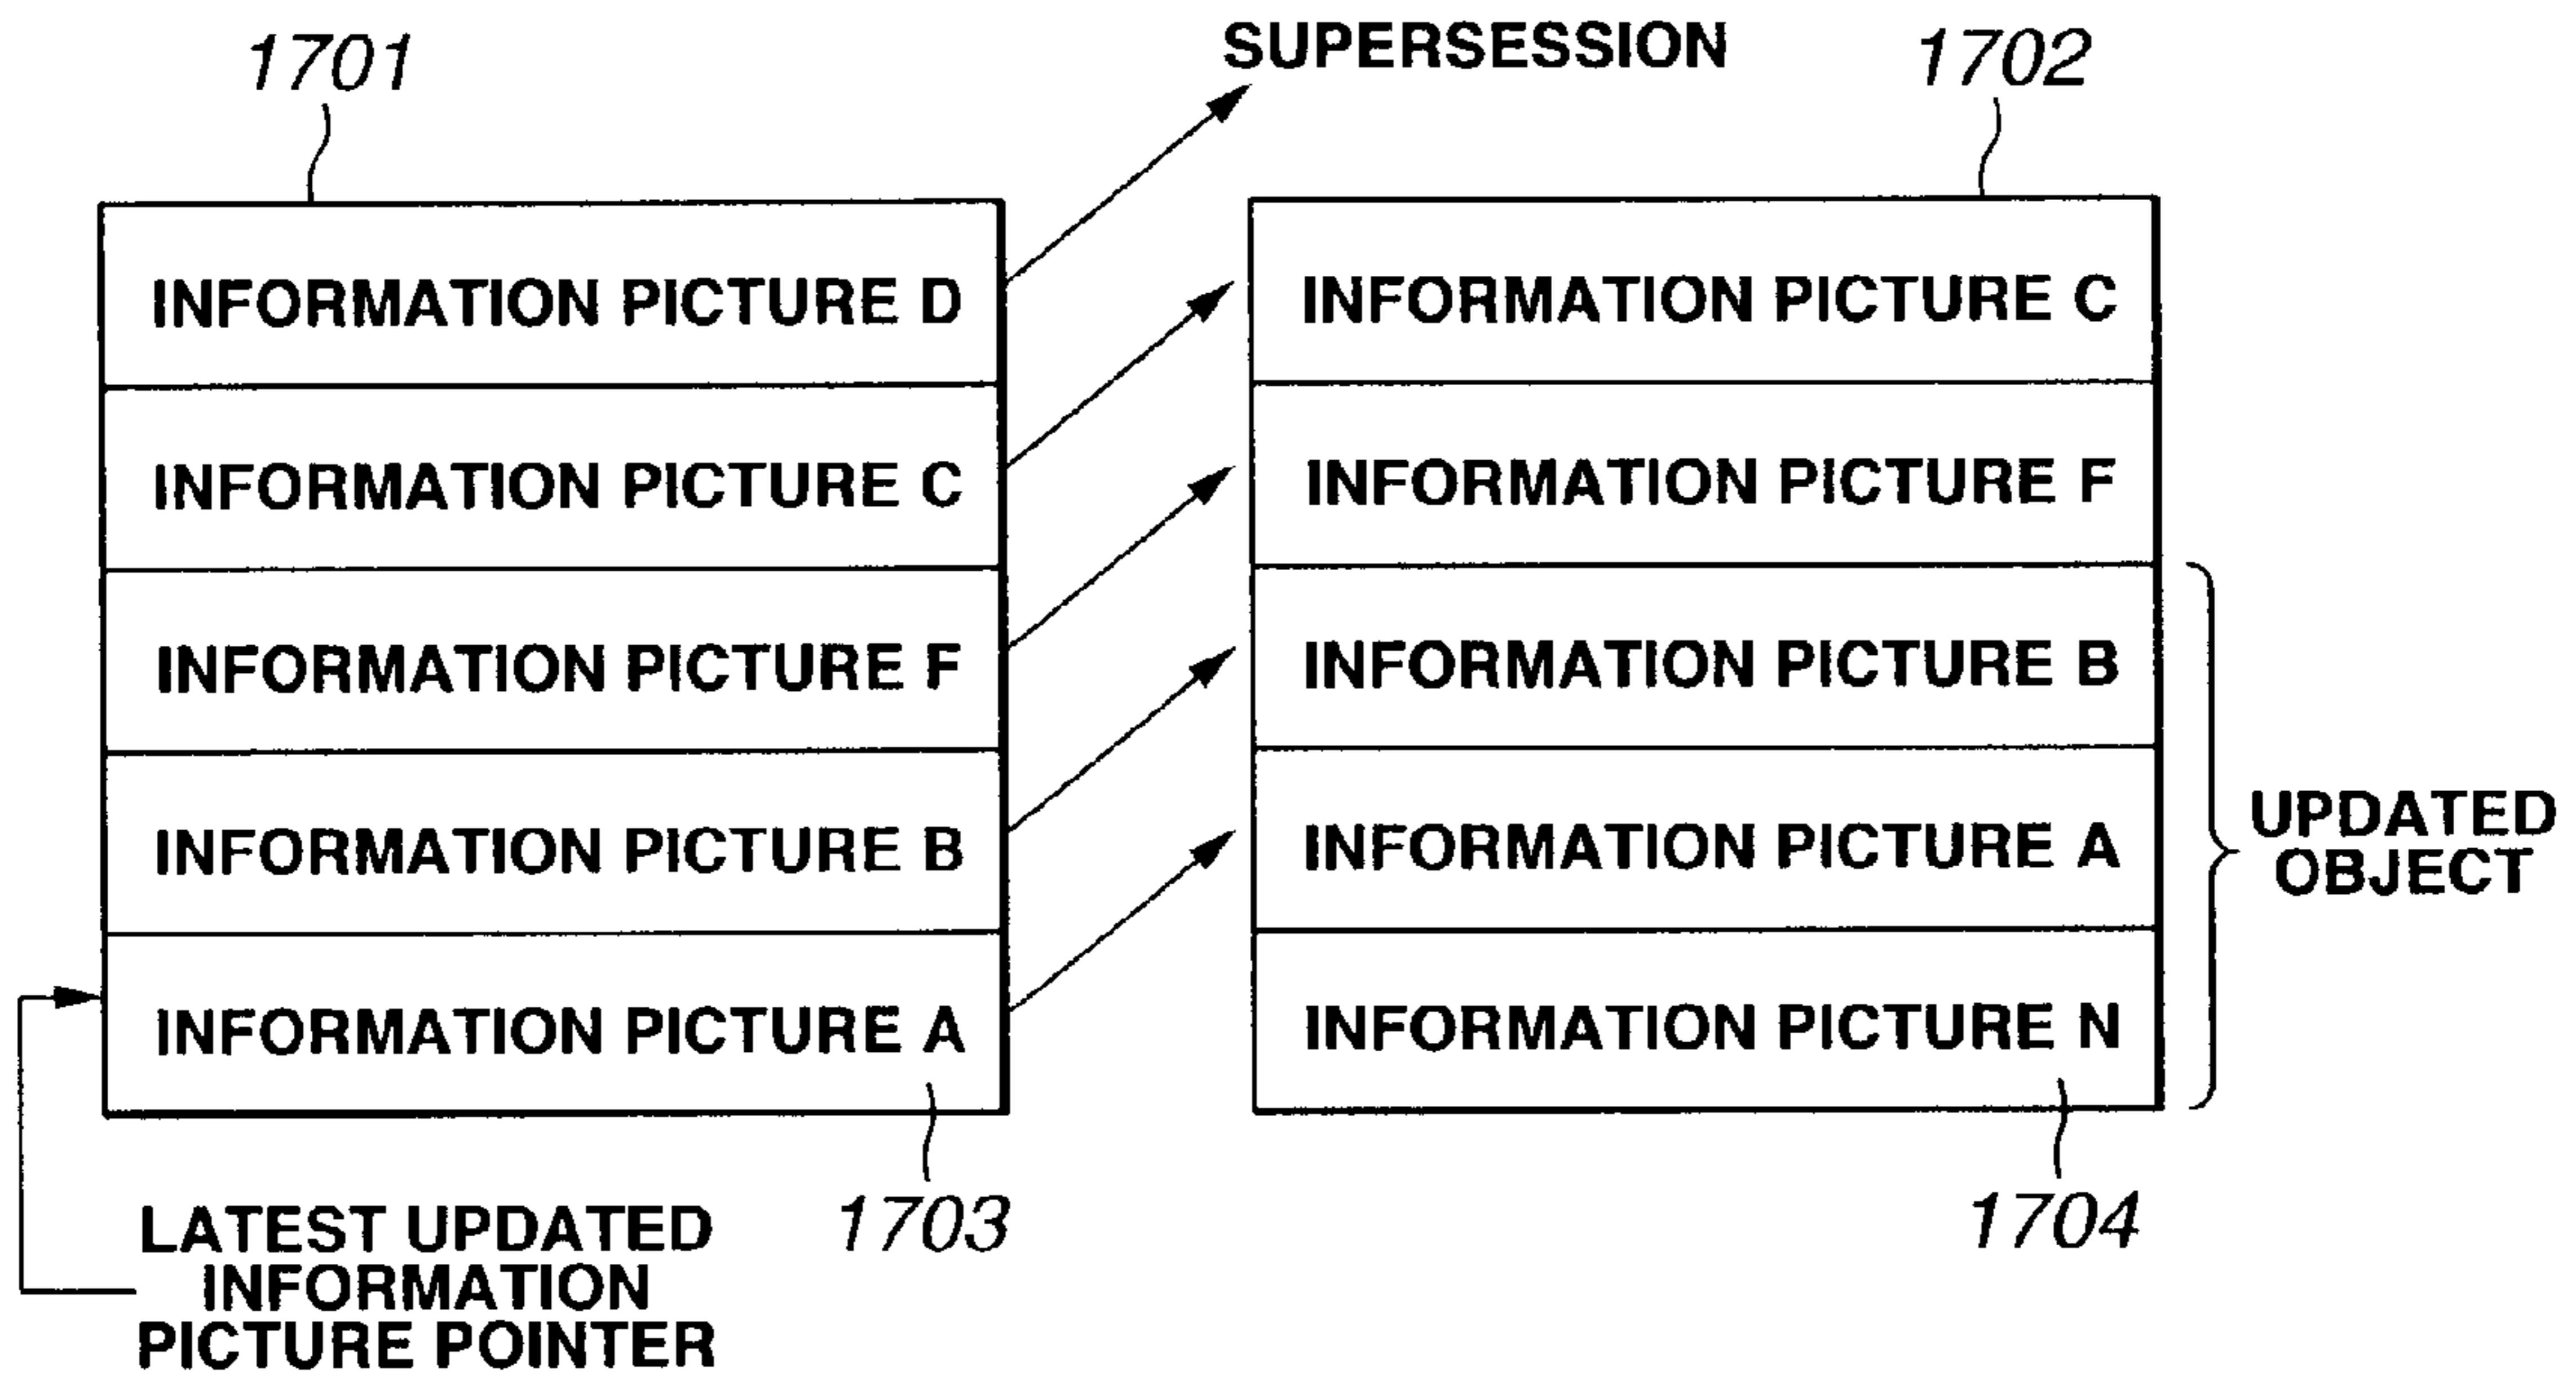 1701
SUPERSESSION
1702
INFORMATION PICTURE D
INFORMATION PICTURE C
INFORMATION PICTURE F
INFORMATION PICTURE B
INFORMATION PICTURE A
1703
LATEST UPDATED
INFORMATION
PICTURE POINTER
INFORMATION PICTURE C
INFORMATION PICTURE F
INFORMATION PICTURE B
INFORMATION PICTURE A
INFORMATION PICTURE N
1704
UPDATED
OBJECT